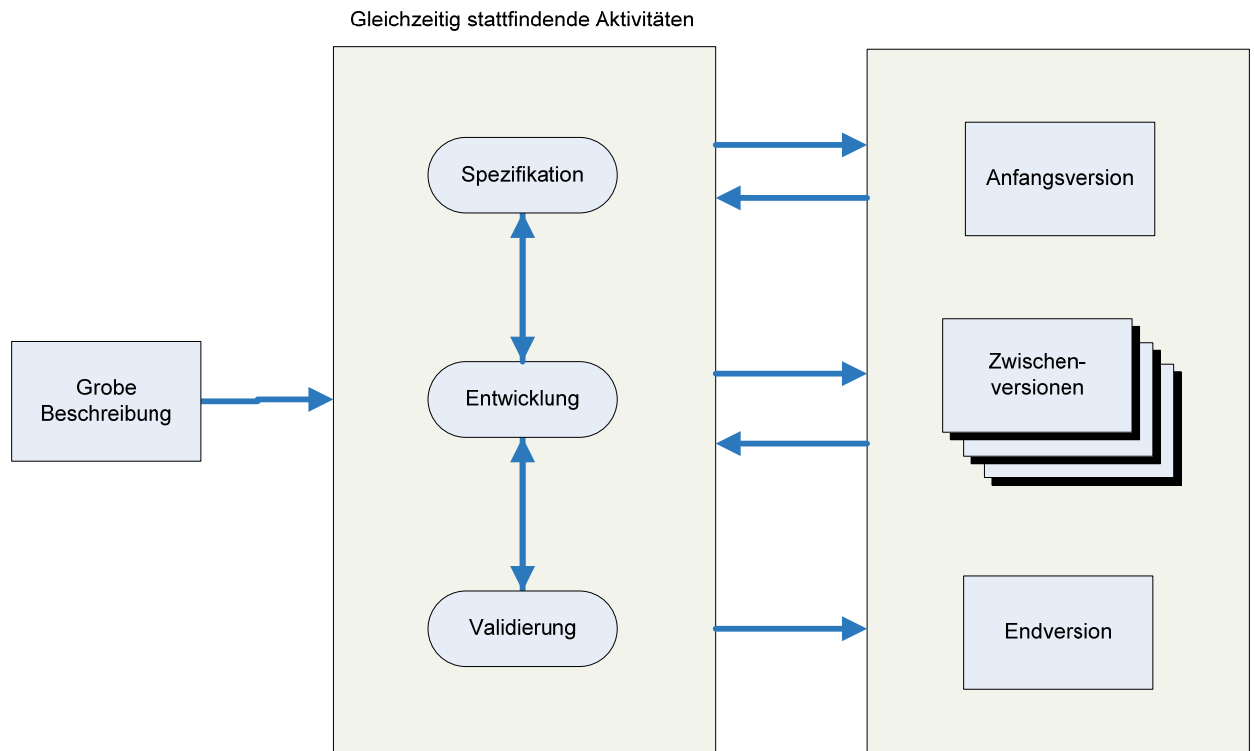 Gleichzeitig stattfindende Aktivitäten
Spezifikation
Anfangsversion
Grobe
Beschreibung
Entwicklung
Zwischen-
versionen
Validierung
Endversion